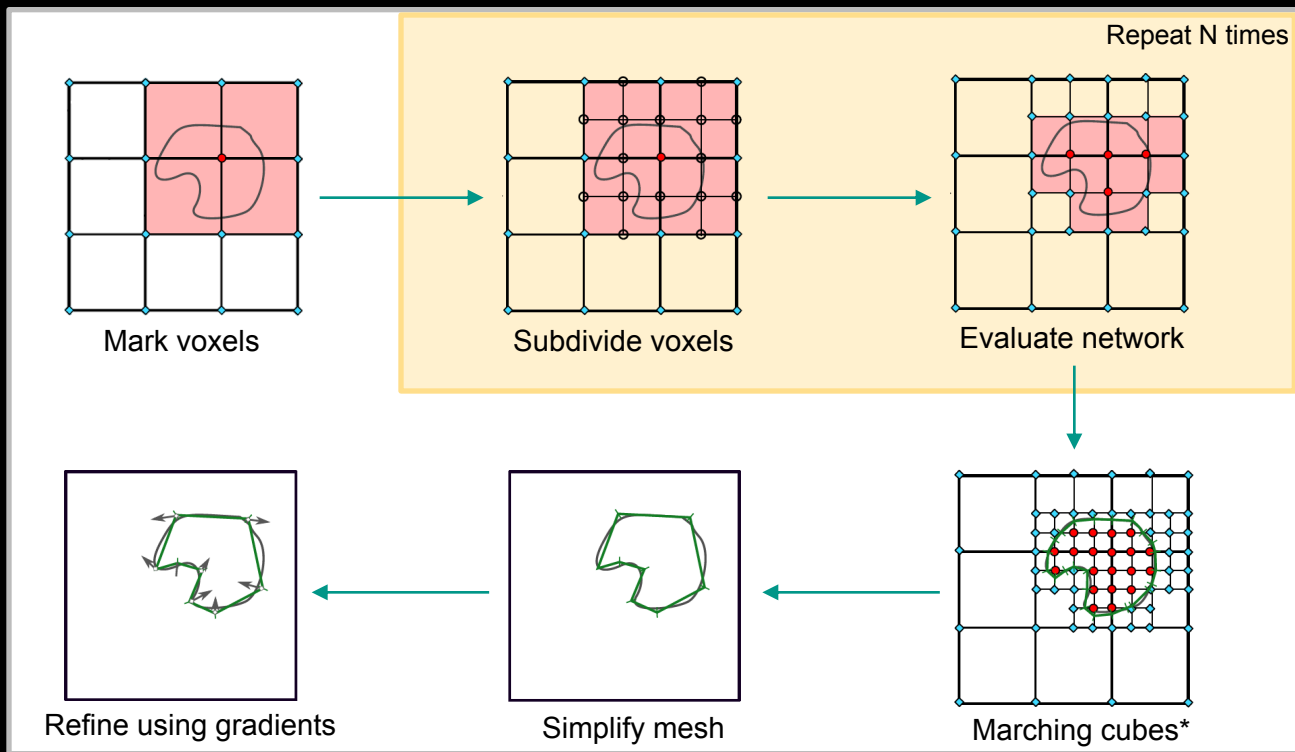 Repeat N times
Mark voxels
Subdivide voxels
Evaluate network
Refine using gradients
Simplify mesh
Marching cubes*